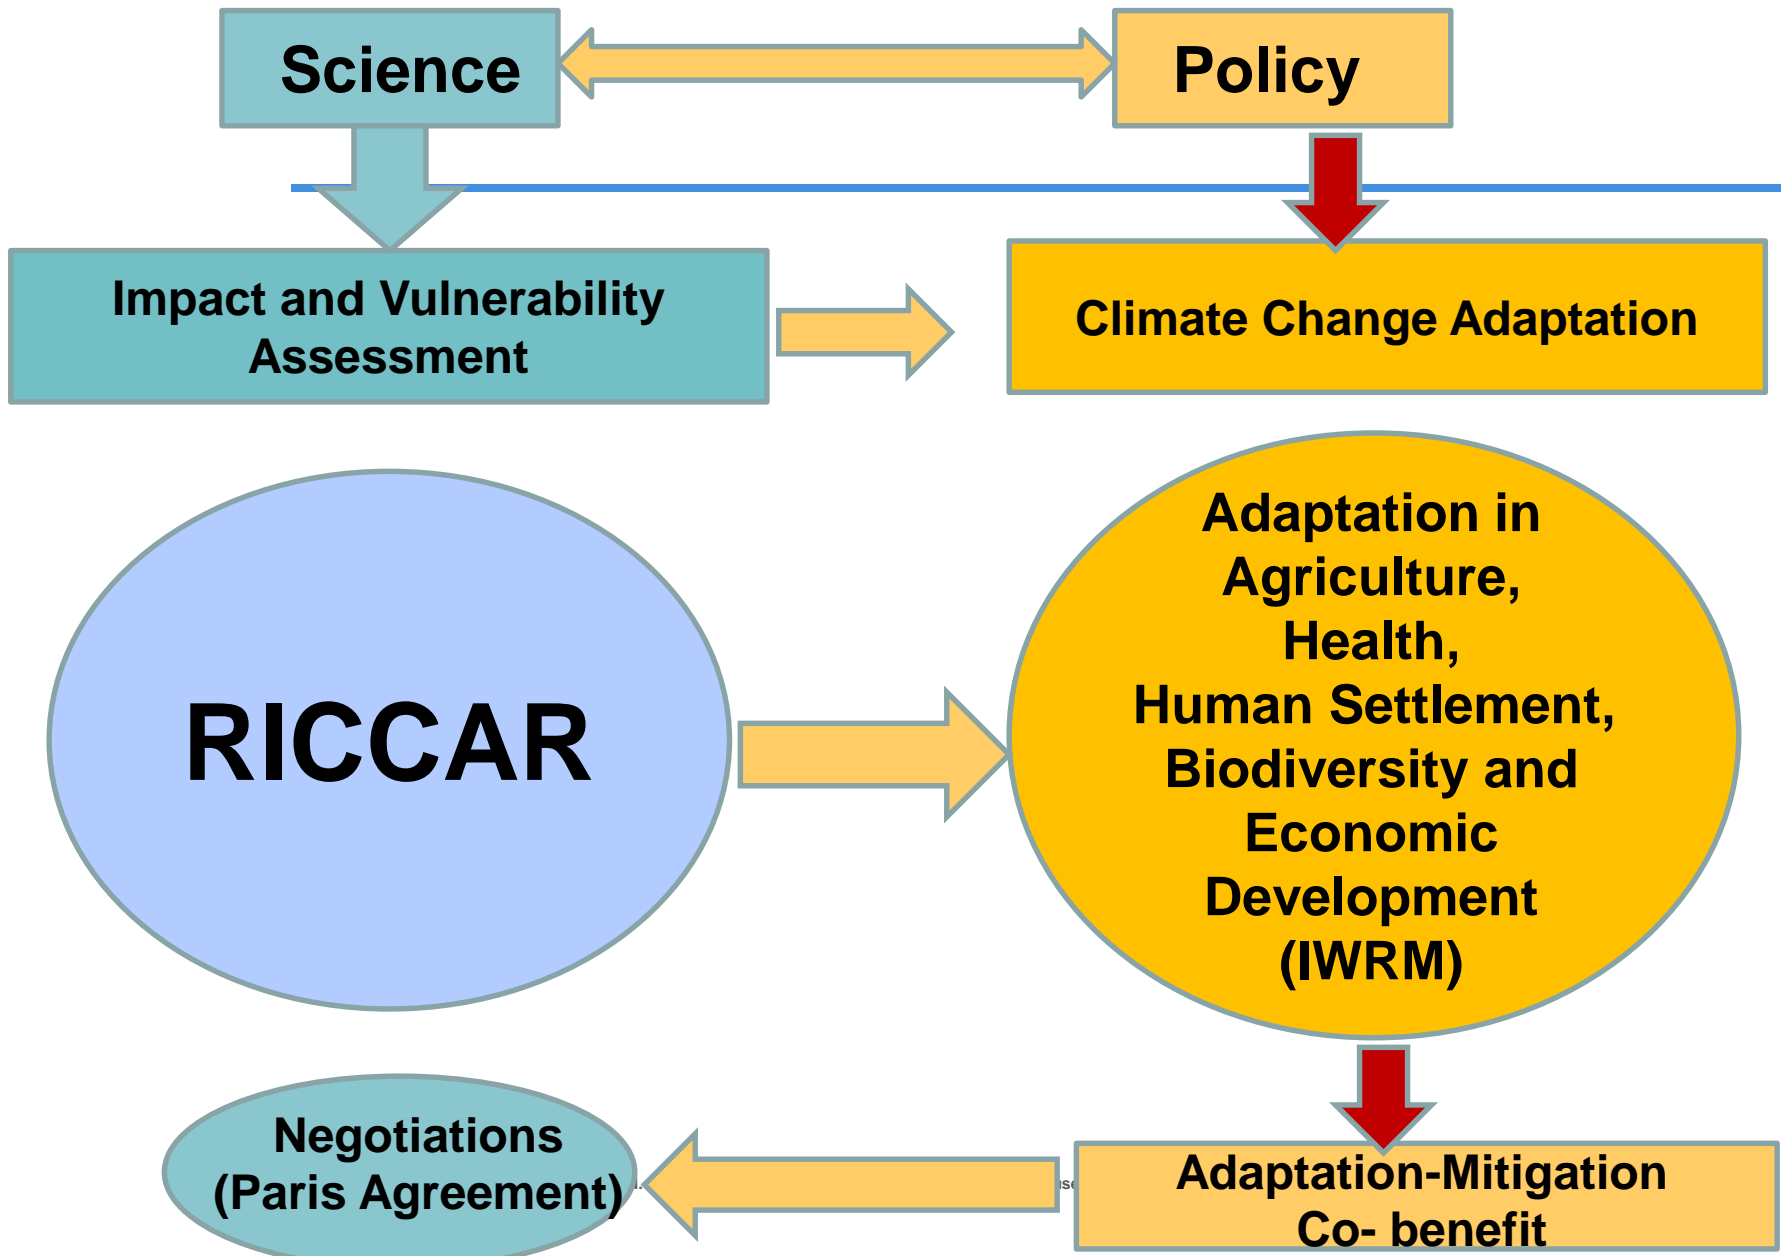 Science
Policy
Impact and Vulnerability
Assessment
Climate Change Adaptation
RICCAR
Adaptation in
Agriculture,
Health,
Human Settlement,
Biodiversity and
Economic
Development
(IWRM)
Negotiations
(Paris Agreement)
Adaptation-Mitigation
Co- benefit